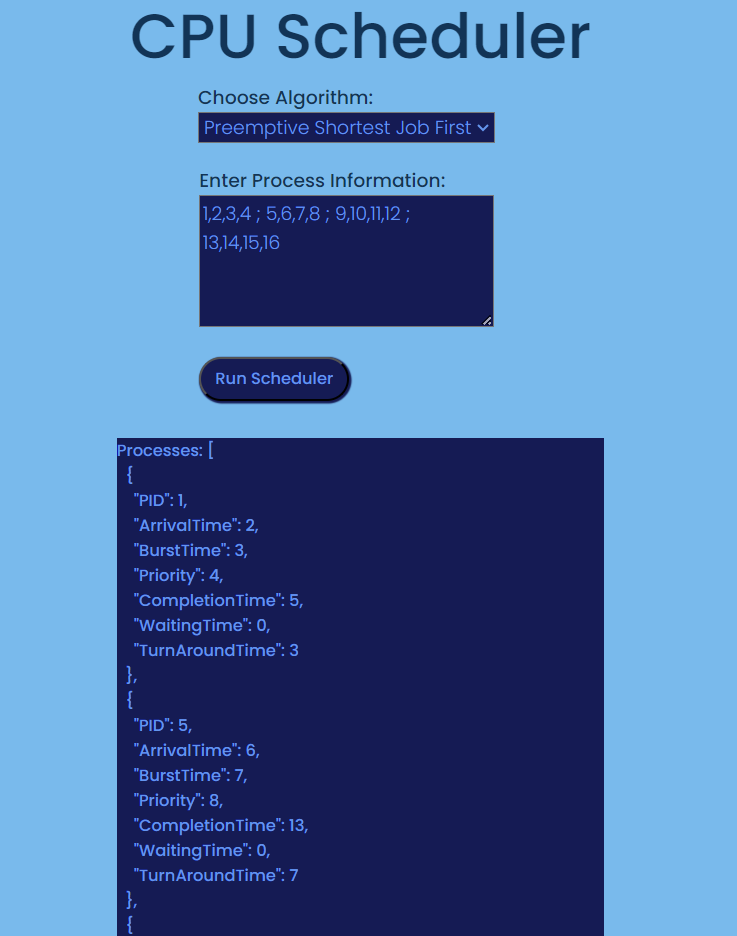 CPU Scheduler
Choose Algorithm:
Preemptive Shortest Job First
Enter Process Information:
1,2,3,4 ; 5,6,7,8 ; 9,10,11,12 ;
13,14,15,16
Run Scheduler
Processes: [
{
"PID": 1,
"ArrivalTime": 2,
"BurstTime": 3,
"Priority": 4,
"CompletionTime": 5,
"WaitingTime": 0,
"TurnAroundTime": 3
},
{
"PID": 5,
"ArrivalTime": 6,
"BurstTime": 7,
"Priority": 8,
"CompletionTime": 13,
"WaitingTime": 0,
"TurnAroundTime": 7
},
{